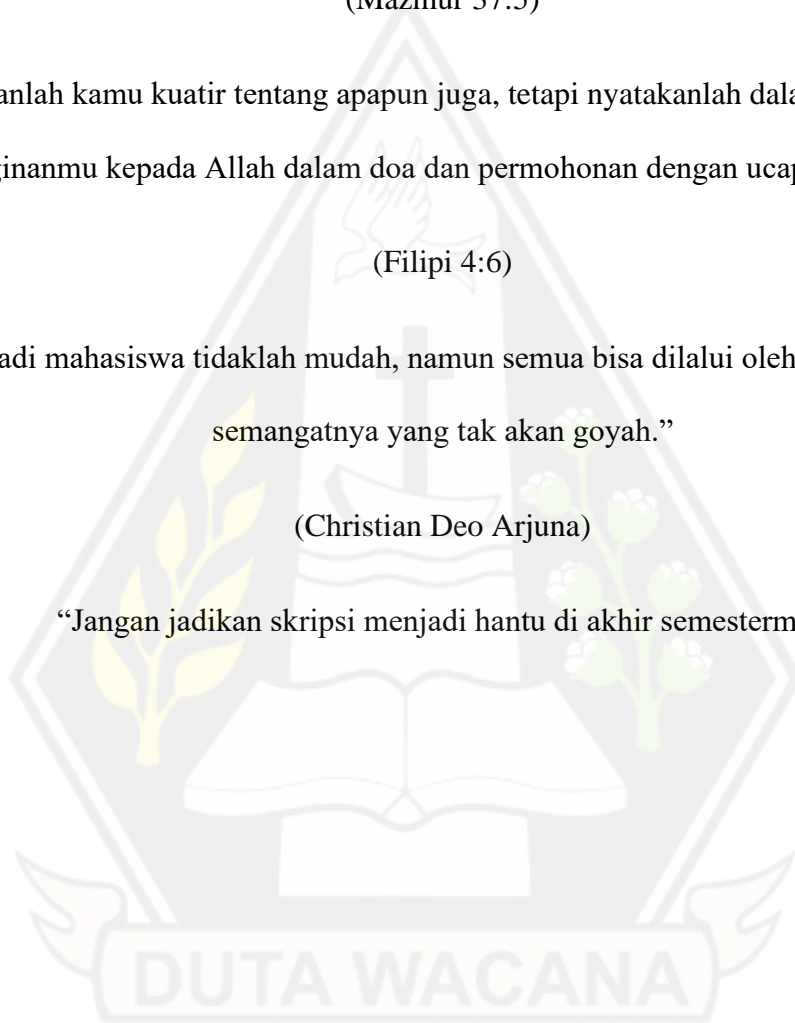 (Mazmur 37:5)
anlah kamu kuatir tentang apapun juga, tetapi nyatakanlah dala
ginanmu kepada Allah dalam doa dan permohonan dengan ucap
(Filipi 4:6)
adi mahasiswa tidaklah mudah, namun semua bisa dilalui oleh
semangatnya yang tak akan goyah.”
(Christian Deo Arjuna)
“Jangan jadikan skripsi menjadi hantu di akhir semesterm
DUTA WACANA